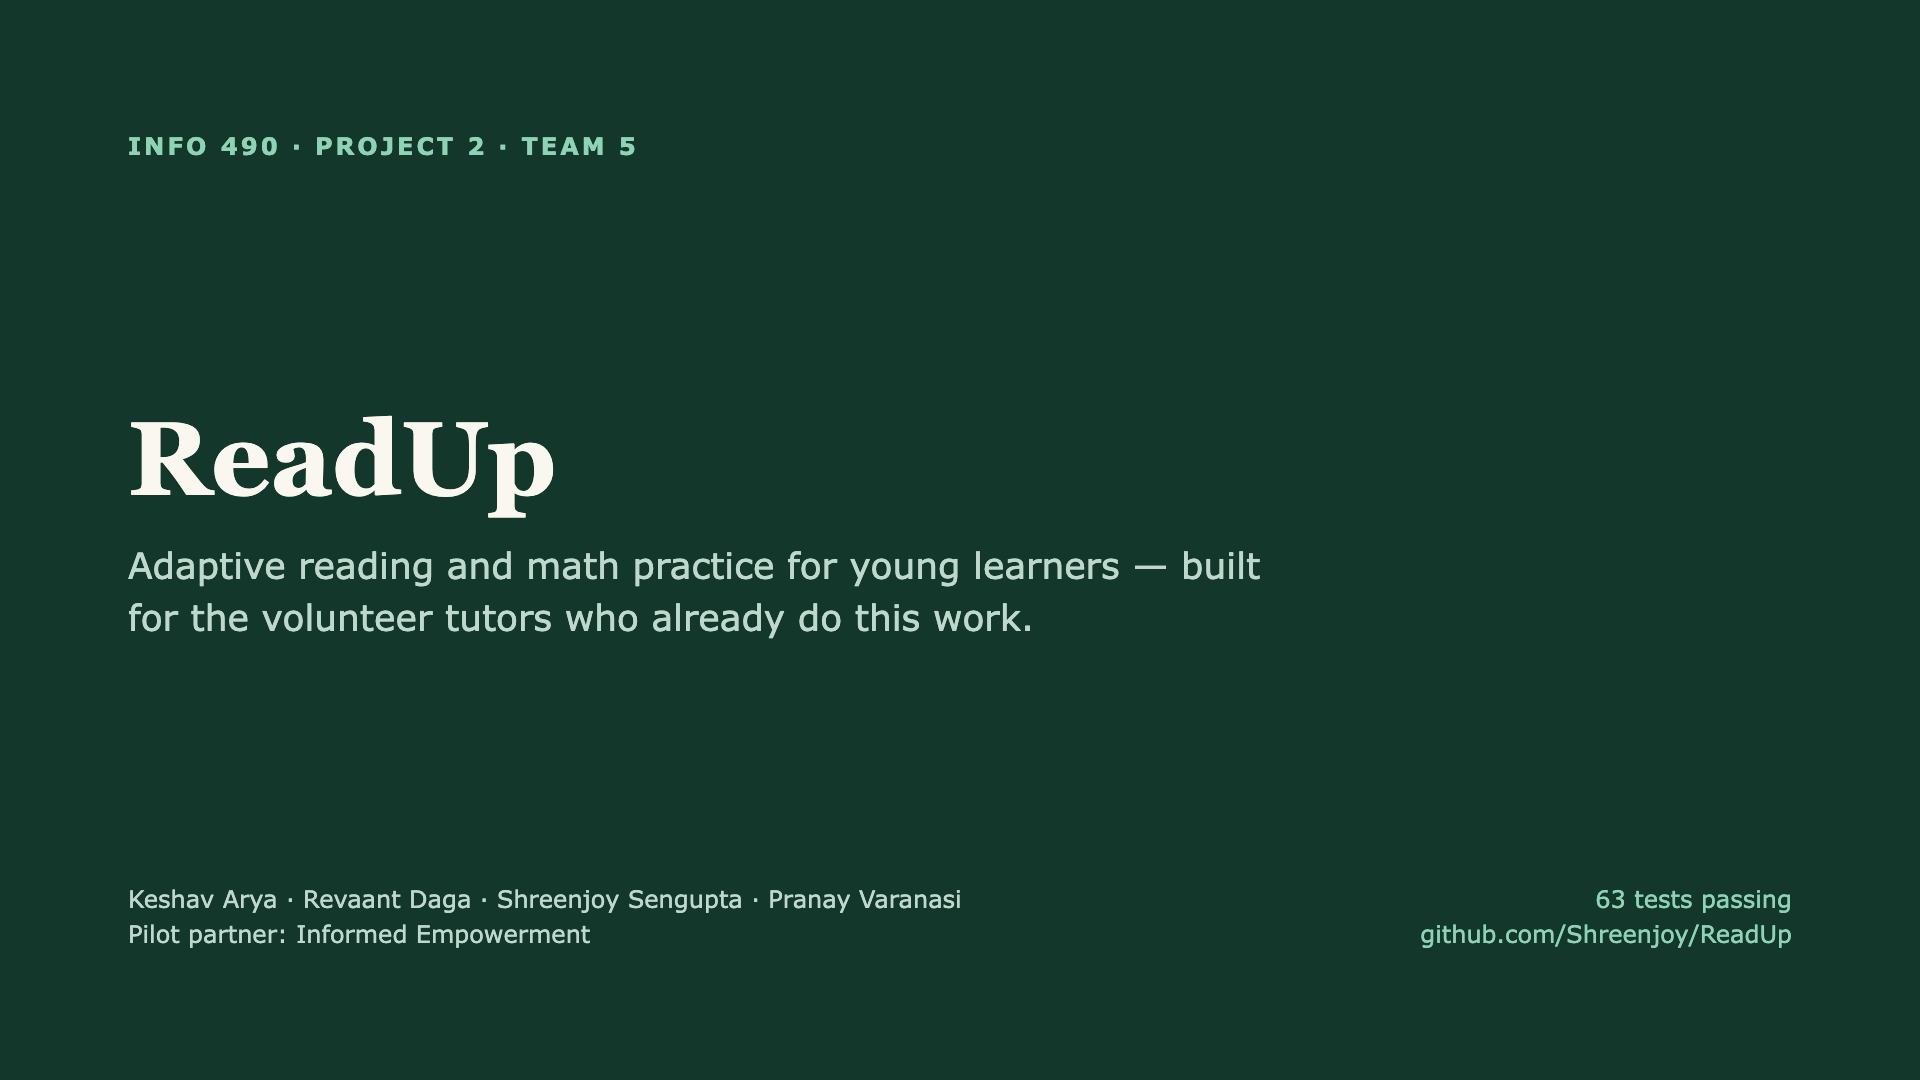 INFO 490 · PROJECT 2 · TEAM 5
ReadUp
Adaptive reading and math practice for young learners — built
for the volunteer tutors who already do this work.
Keshav Arya · Revaant Daga · Shreenjoy Sengupta · Pranay Varanasi
Pilot partner: Informed Empowerment
63 tests passing
github.com/Shreenjoy/ReadUp